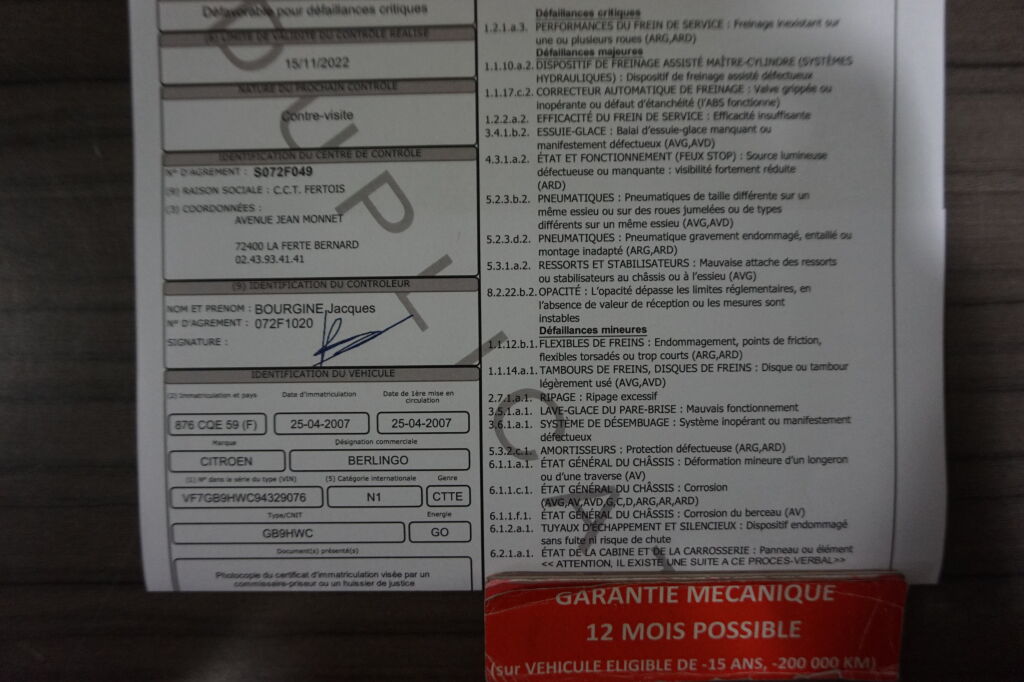 Défavorable pour défaillances critiques
(8) LIMITE DE VALIDITÉ DU CONTRÔLE RÉALISÉ
15/11/2022
NATURE DU PROCHAIN CONTRÔLE
Contre-visite
IDENTIFICATION DU CENTRE DE CONTRÔLE
N° D'AGRÉMENT : S072F049
(9) RAISON SOCIALE : C.C.T. FERTOIS
(3) COORDONNÉES :
AVENUE JEAN MONNET
72400 LA FERTE BERNARD
02.43.93.41.41
(9) IDENTIFICATION DU CONTRÔLEUR
NOM ET PRÉNOM : BOURGINE Jacques
N° D'AGRÉMENT : 072F1020
SIGNATURE :
IDENTIFICATION DU VÉHICULE
(2) Immatriculation et pays Date d'immatriculation Date de 1ère mise en circulation
876 CQE 59 (F) 25-04-2007 25-04-2007
Marque Désignation commerciale
CITROEN BERLINGO
(1) N° dans la série du type (VIN) (5) Catégorie internationale Genre
VF7GB9HWC94329076 N1 CTTE
Type/CNIT Energie
GB9HWC GO
Document(s) présenté(s)
Photocopie du certificat d'immatriculation visée par un
commissaire-priseur ou un huissier de justice
Défaillances critiques
1.2.1.a.3. PERFORMANCES DU FREIN DE SERVICE : Freinage inexistant sur
une ou plusieurs roues (ARG,ARD)
Défaillances majeures
1.1.10.a.2. DISPOSITIF DE FREINAGE ASSISTÉ MAÎTRE-CYLINDRE (SYSTÈMES
HYDRAULIQUES) : Dispositif de freinage assisté défectueux
1.1.17.c.2. CORRECTEUR AUTOMATIQUE DE FREINAGE : Valve grippée ou
inopérante ou défaut d'étanchéité (l'ABS fonctionne)
1.2.2.a.2. EFFICACITÉ DU FREIN DE SERVICE : Efficacité insuffisante
3.4.1.b.2. ESSUIE-GLACE : Balai d'essuie-glace manquant ou
manifestement défectueux (AVG,AVD)
4.3.1.a.2. ÉTAT ET FONCTIONNEMENT (FEUX STOP) : Source lumineuse
défectueuse ou manquante : visibilité fortement réduite
(ARD)
5.2.3.b.2. PNEUMATIQUES : Pneumatiques de taille différente sur un
même essieu ou sur des roues jumelées ou de types
différents sur un même essieu (AVG,AVD)
5.2.3.d.2. PNEUMATIQUES : Pneumatique gravement endommagé, entaillé ou
montage inadapté (ARG,ARD)
5.3.1.a.2. RESSORTS ET STABILISATEURS : Mauvaise attache des ressorts
ou stabilisateurs au châssis ou à l'essieu (AVG)
8.2.22.b.2. OPACITÉ : L'opacité dépasse les limites réglementaires, en
l'absence de valeur de réception ou les mesures sont
instables
Défaillances mineures
1.1.12.b.1. FLEXIBLES DE FREINS : Endommagement, points de friction,
flexibles torsadés ou trop courts (ARG,ARD)
1.1.14.a.1. TAMBOURS DE FREINS, DISQUES DE FREINS : Disque ou tambour
légèrement usé (AVG,AVD)
2.7.1.a.1. RIPAGE : Ripage excessif
3.5.1.a.1. LAVE-GLACE DU PARE-BRISE : Mauvais fonctionnement
3.6.1.a.1. SYSTÈME DE DÉSEMBUAGE : Système inopérant ou manifestement
défectueux
5.3.2.c.1. AMORTISSEURS : Protection défectueuse (ARG,ARD)
6.1.1.a.1. ÉTAT GÉNÉRAL DU CHÂSSIS : Déformation mineure d'un longeron
ou d'une traverse (AV)
6.1.1.c.1. ÉTAT GÉNÉRAL DU CHÂSSIS : Corrosion
(AVG,AV,AVD,G,C,D,ARG,AR,ARD)
6.1.1.f.1. ÉTAT GÉNÉRAL DU CHÂSSIS : Corrosion du berceau (AV)
6.1.2.a.1. TUYAUX D'ÉCHAPPEMENT ET SILENCIEUX : Dispositif endommagé
sans fuite ni risque de chute
6.2.1.a.1. ÉTAT DE LA CABINE ET DE LA CARROSSERIE : Panneau ou élément
<< ATTENTION, IL EXISTE UNE SUITE A CE PROCES-VERBAL>>
GARANTIE MECANIQUE
12 MOIS POSSIBLE
(sur VEHICULE ELIGIBLE DE -15 ANS, -200 000 KM)